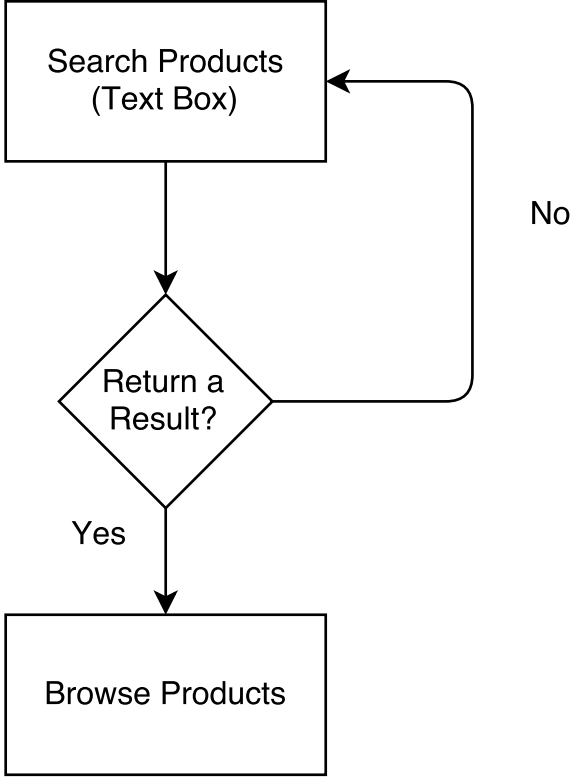 Search Products
(Text Box)
No
Return a
Result?
Yes
Browse Products